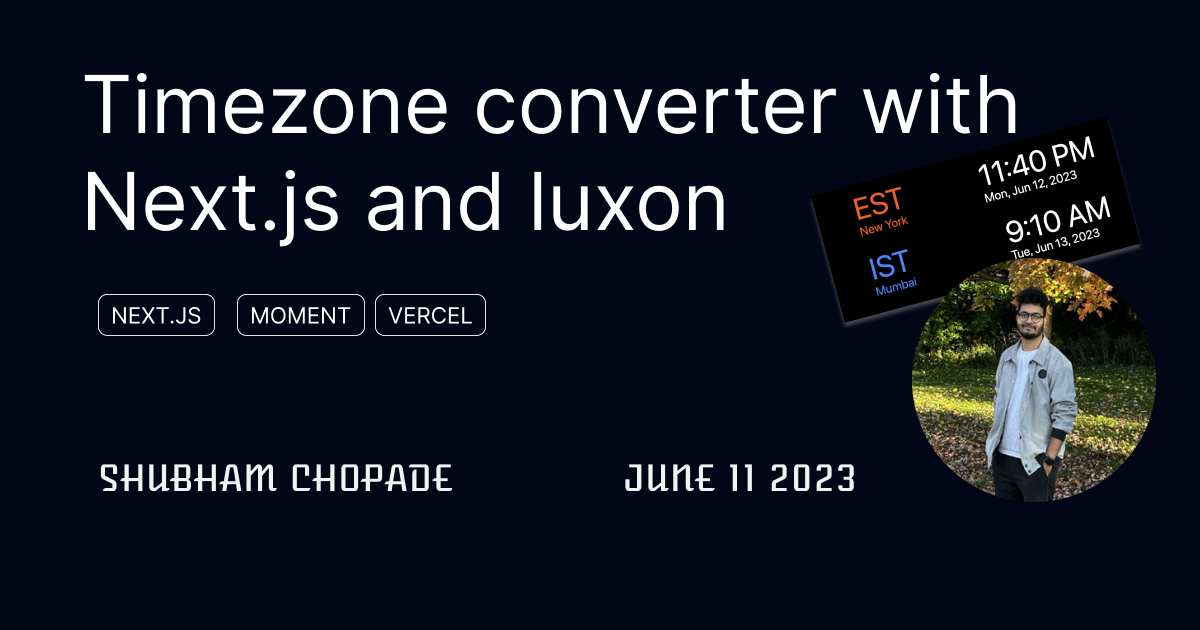 Timezone converter with
Next.js and luxon
EST
New York
11:40 PM
Mon, Jun 12, 2023
IST
Mumbai
9:10 AM
Tue, Jun 13, 2023
NEXT.JS MOMENT VERCEL
SHUBHAM CHOPADE JUNE 11 2023